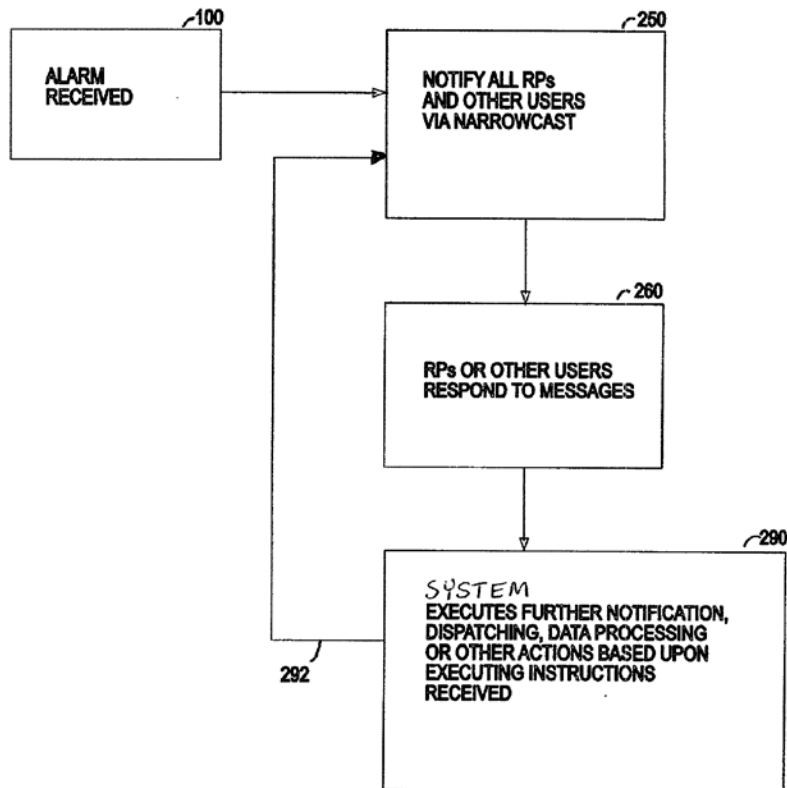 100
ALARM
RECEIVED
250
NOTIFY ALL RPs
AND OTHER USERS
VIA NARROWCAST
260
RPs OR OTHER USERS
RESPOND TO MESSAGES
290
SYSTEM
EXECUTES FURTHER NOTIFICATION,
DISPATCHING, DATA PROCESSING
OR OTHER ACTIONS BASED UPON
EXECUTING INSTRUCTIONS
RECEIVED
292